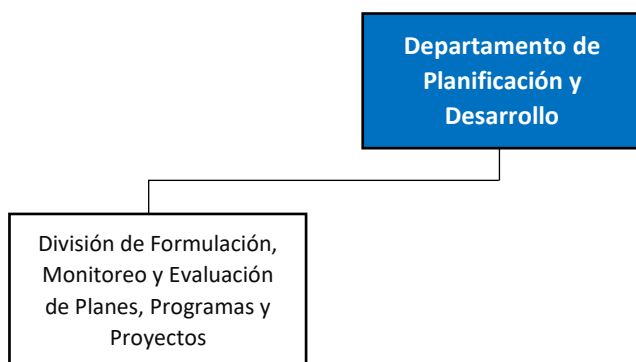 Departamento de
Planificación y
Desarrollo
División de Formulación,
Monitoreo y Evaluación
de Planes, Programas y
Proyectos